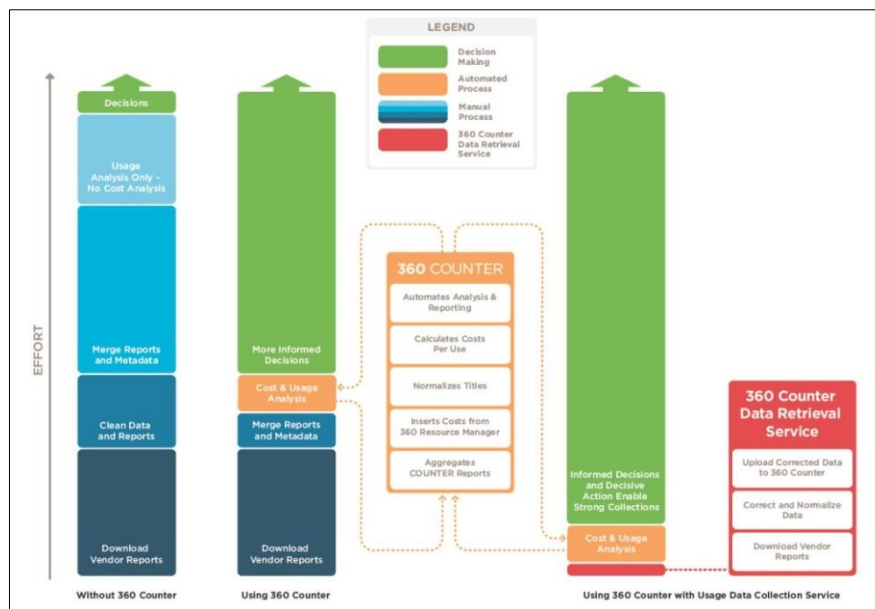 LEGEND
Decision
Making
Automated
Process
Manual
Process
360 Counter
Data Retrieval
Service
EFFORT
Decisions
Usage
Analysis Only –
No Cost Analysis
Merge Reports
and Metadata
Clean Data
and Reports
Download
Vendor Reports
Without 360 Counter
More Informed
Decisions
Cost & Usage
Analysis
Merge Reports
and Metadata
Download
Vendor Reports
Using 360 Counter
360 COUNTER
Automates Analysis &
Reporting
Calculates Costs
Per Use
Normalizes Titles
Inserts Costs from
360 Resource Manager
Aggregates
COUNTER Reports
Informed Decisions
and Decisive
Action Enable
Strong Collections
Cost & Usage
Analysis
360 Counter
Data Retrieval
Service
Upload Corrected Data
to 360 Counter
Correct and Normalize
Data
Download Vendor
Reports
Using 360 Counter with Usage Data Collection Service